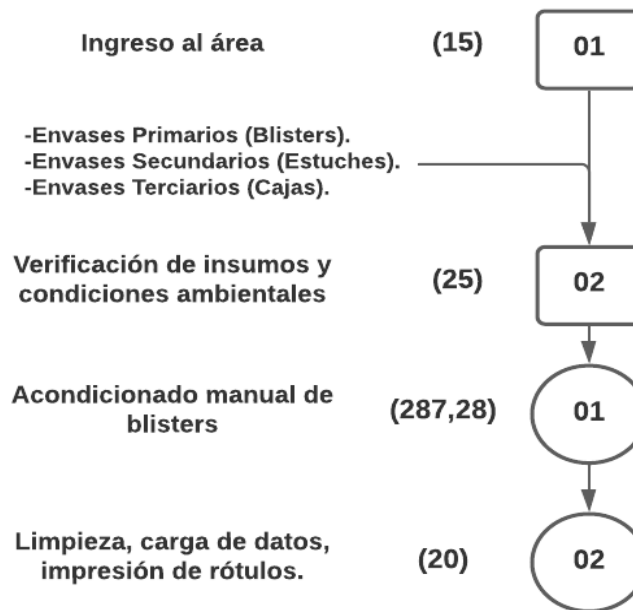 Ingreso al área (15) 01
-Envases Primarios (Blisters).
-Envases Secundarios (Estuches).
-Envases Terciarios (Cajas).
Verificación de insumos y
condiciones ambientales
(25) 02
Acondicionado manual de
blisters
(287,28) 01
Limpieza, carga de datos,
impresión de rótulos.
(20) 02